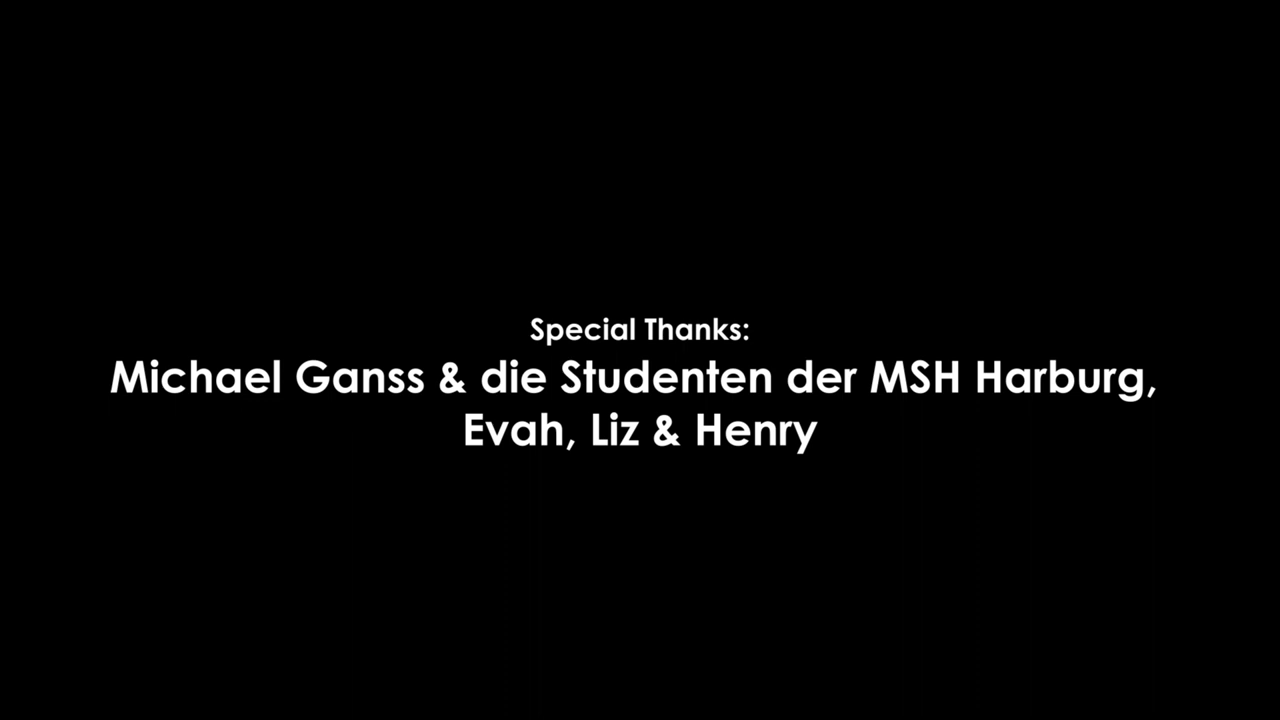 Special Thanks:
Michael Ganss & die Studenten der MSH Harburg,
Evah, Liz & Henry